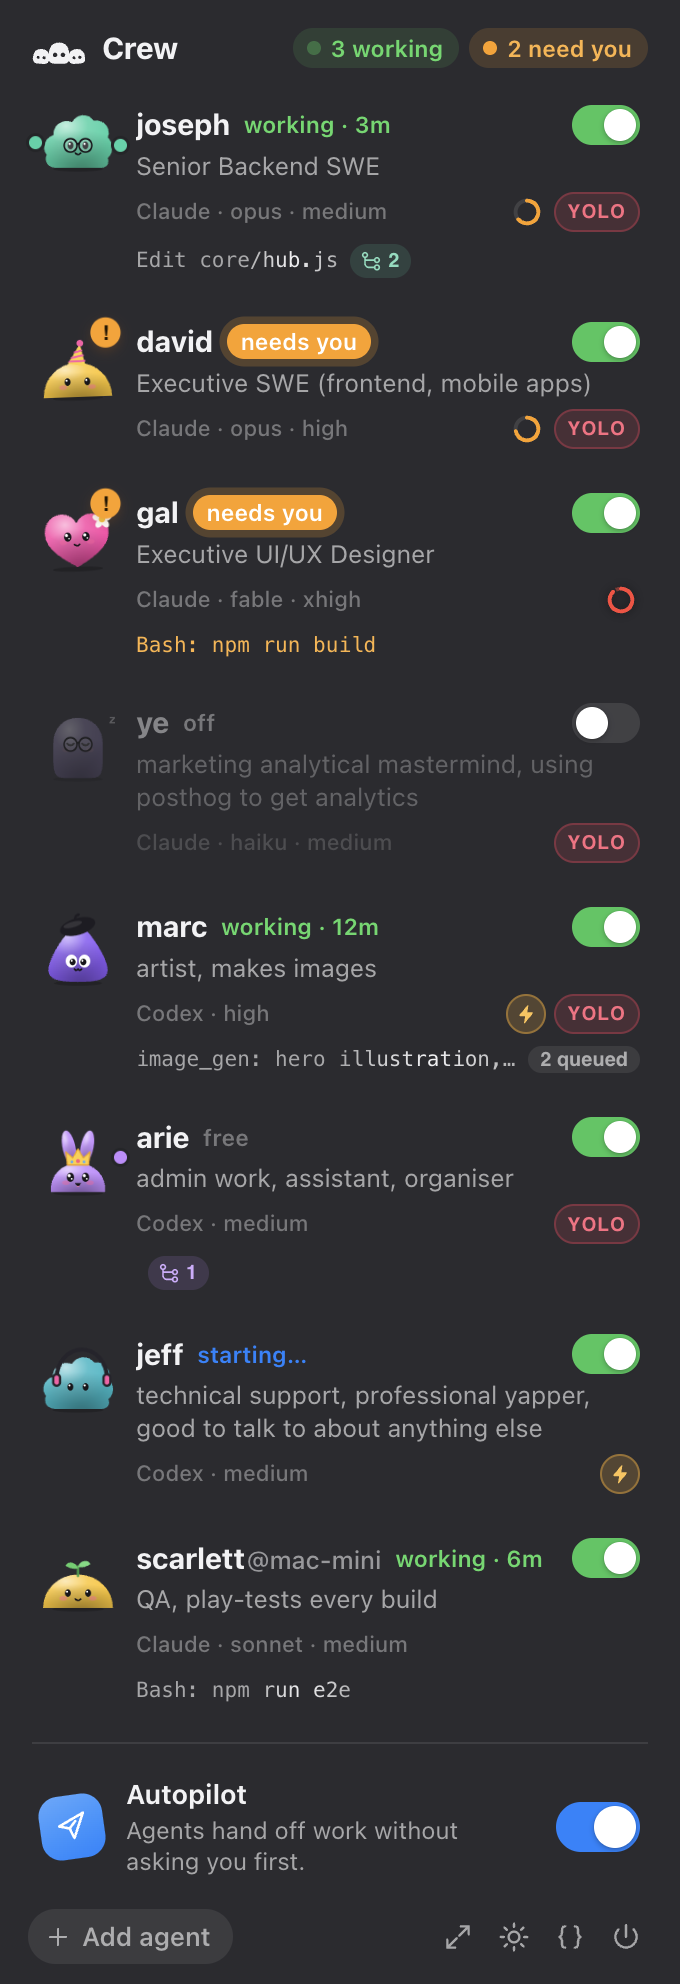 Crew
3 working
2 need you
joseph working · 3m
Senior Backend SWE
Claude · opus · medium
YOLO
Edit core/hub.js
2
!
david needs you
Executive SWE (frontend, mobile apps)
Claude · opus · high
YOLO
!
gal needs you
Executive UI/UX Designer
Claude · fable · xhigh
Bash: npm run build
z
ye off
marketing analytical mastermind, using
posthog to get analytics
Claude · haiku · medium
YOLO
marc working · 12m
artist, makes images
Codex · high
YOLO
image_gen: hero illustration,…
2 queued
arie free
admin work, assistant, organiser
Codex · medium
YOLO
1
jeff starting...
technical support, professional yapper,
good to talk to about anything else
Codex · medium
scarlett@mac-mini working · 6m
QA, play-tests every build
Claude · sonnet · medium
Bash: npm run e2e
Autopilot
Agents hand off work without
asking you first.
+ Add agent
{}